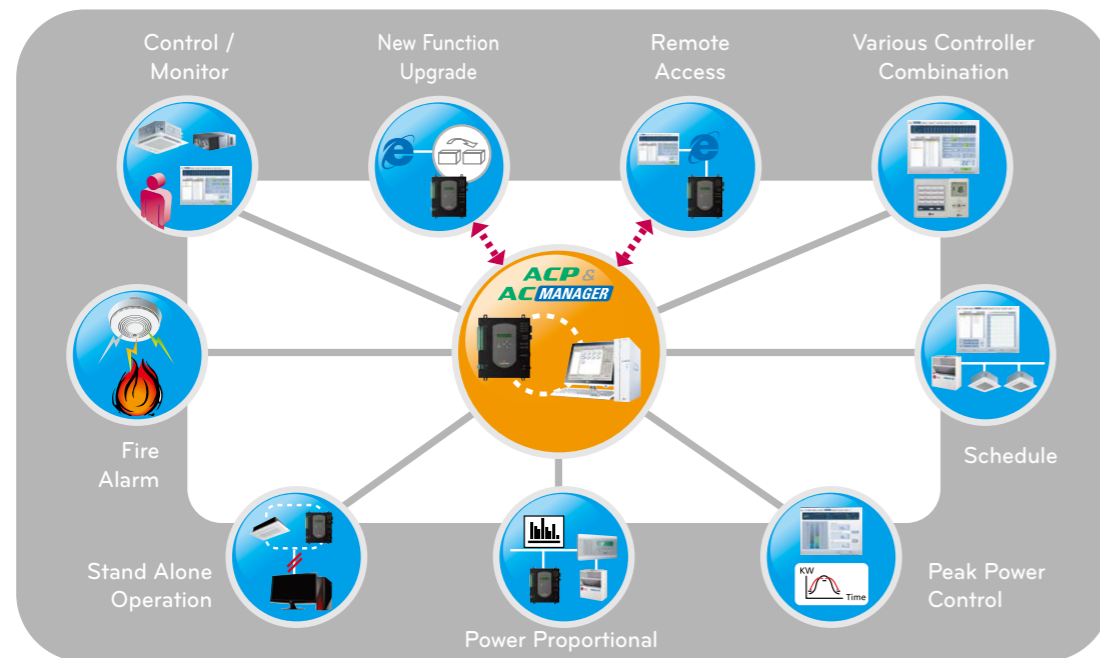 Control /
Monitor
New Function
Upgrade
Remote
Access
Various Controller
Combination
ACP &
AC MANAGER
Fire
Alarm
Schedule
Stand Alone
Operation
Power Proportional
KW
Time
Peak Power
Control